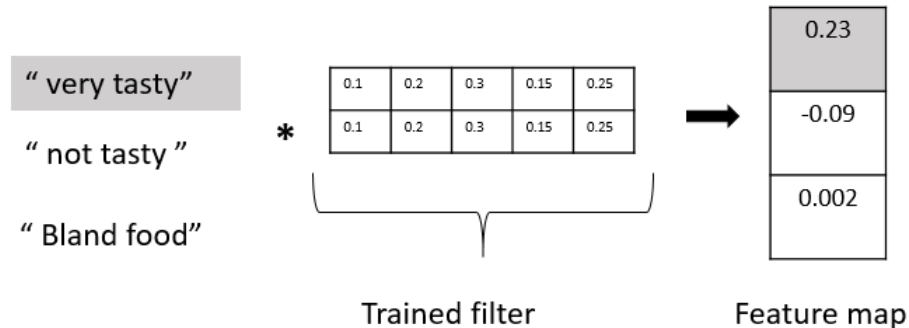 “ very tasty”
“ not tasty ”
“ Bland food”
*
0.1 0.2 0.3 0.15 0.25
0.1 0.2 0.3 0.15 0.25
Trained filter
0.23
-0.09
0.002
Feature map